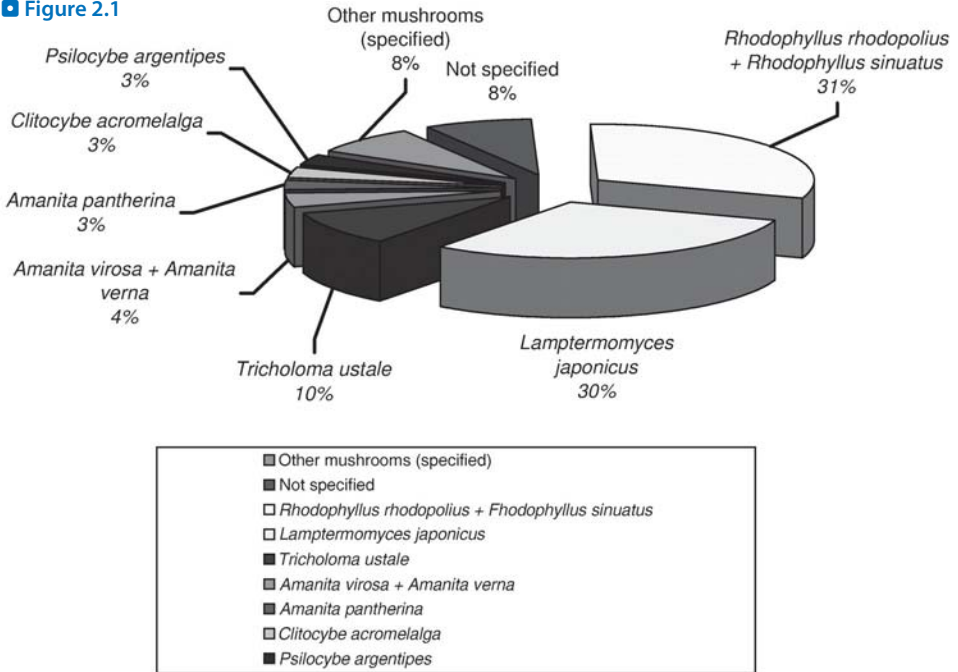 Figure 2.1
Other mushrooms
(specified)
8%
Not specified
8%
Rhodophyllus rhodopolius
+ Rhodophyllus sinuatus
31%
Psilocybe argentipes
3%
Clitocybe acromelalga
3%
Amanita pantherina
3%
Amanita virosa + Amanita
verna
4%
Tricholoma ustale
10%
Lamptermomyces
japonicus
30%
Other mushrooms (specified)
Not specified
Rhodophyllus rhodopolius + Fhodophyllus sinuatus
Lamptermomyces japonicus
Tricholoma ustale
Amanita virosa + Amanita verna
Amanita pantherina
Clitocybe acromelalga
Psilocybe argentipes